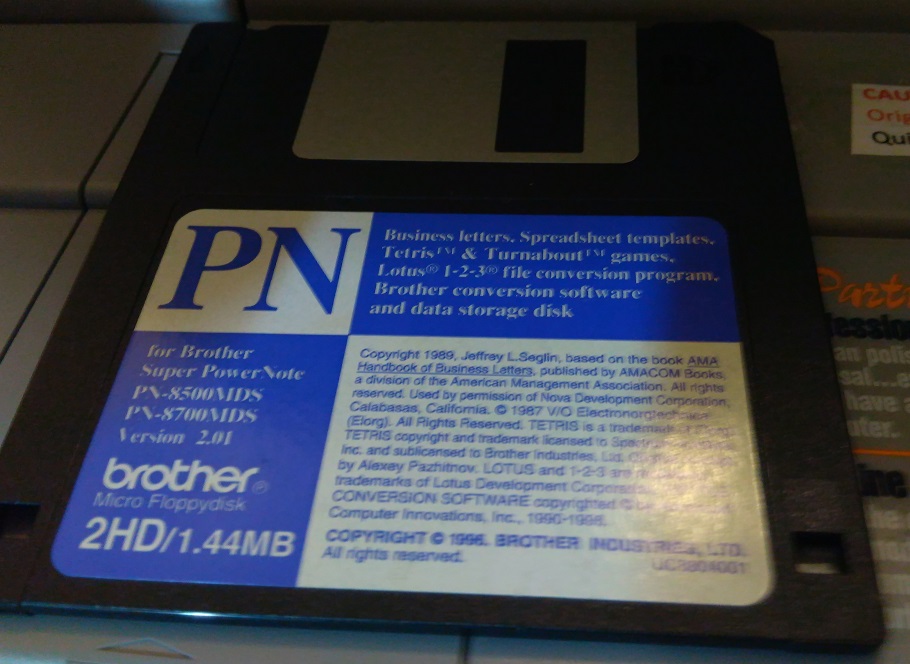 PN
Business letters, Spreadsheet templates,
Tetris™ & Turnabout™ games,
Lotus® 1-2-3® file conversion program,
Brother conversion software
and data storage disk
for Brother
Super PowerNote
PN-8500MDS
PN-8700MDS
Version 2.01
brother®
Micro Floppydisk
2HD/1.44MB
Copyright 1989, Jeffrey L.Seglin, based on the book AMA
Handbook of Business Letters, published by AMACOM Books,
a division of the American Management Association. All rights
reserved. Used by permission of Nova Development Corporation,
Calabasas, California. © 1987 V/O Electronorgtechnica
(Elorg). All Rights Reserved. TETRIS is a trademark
TETRIS copyright and trademark licensed to
Inc. and sublicensed to Brother Industries, Ltd.
by Alexey Pazhitnov. LOTUS and 1-2-3 are
trademarks of Lotus Development
CONVERSION SOFTWARE copyrighted ©
Computer Innovations, Inc., 1990-1996.
COPYRIGHT © 1996. BROTHER INDUSTRIES, LTD.
All rights reserved.
UC8804001
CAU
Orig
Qui